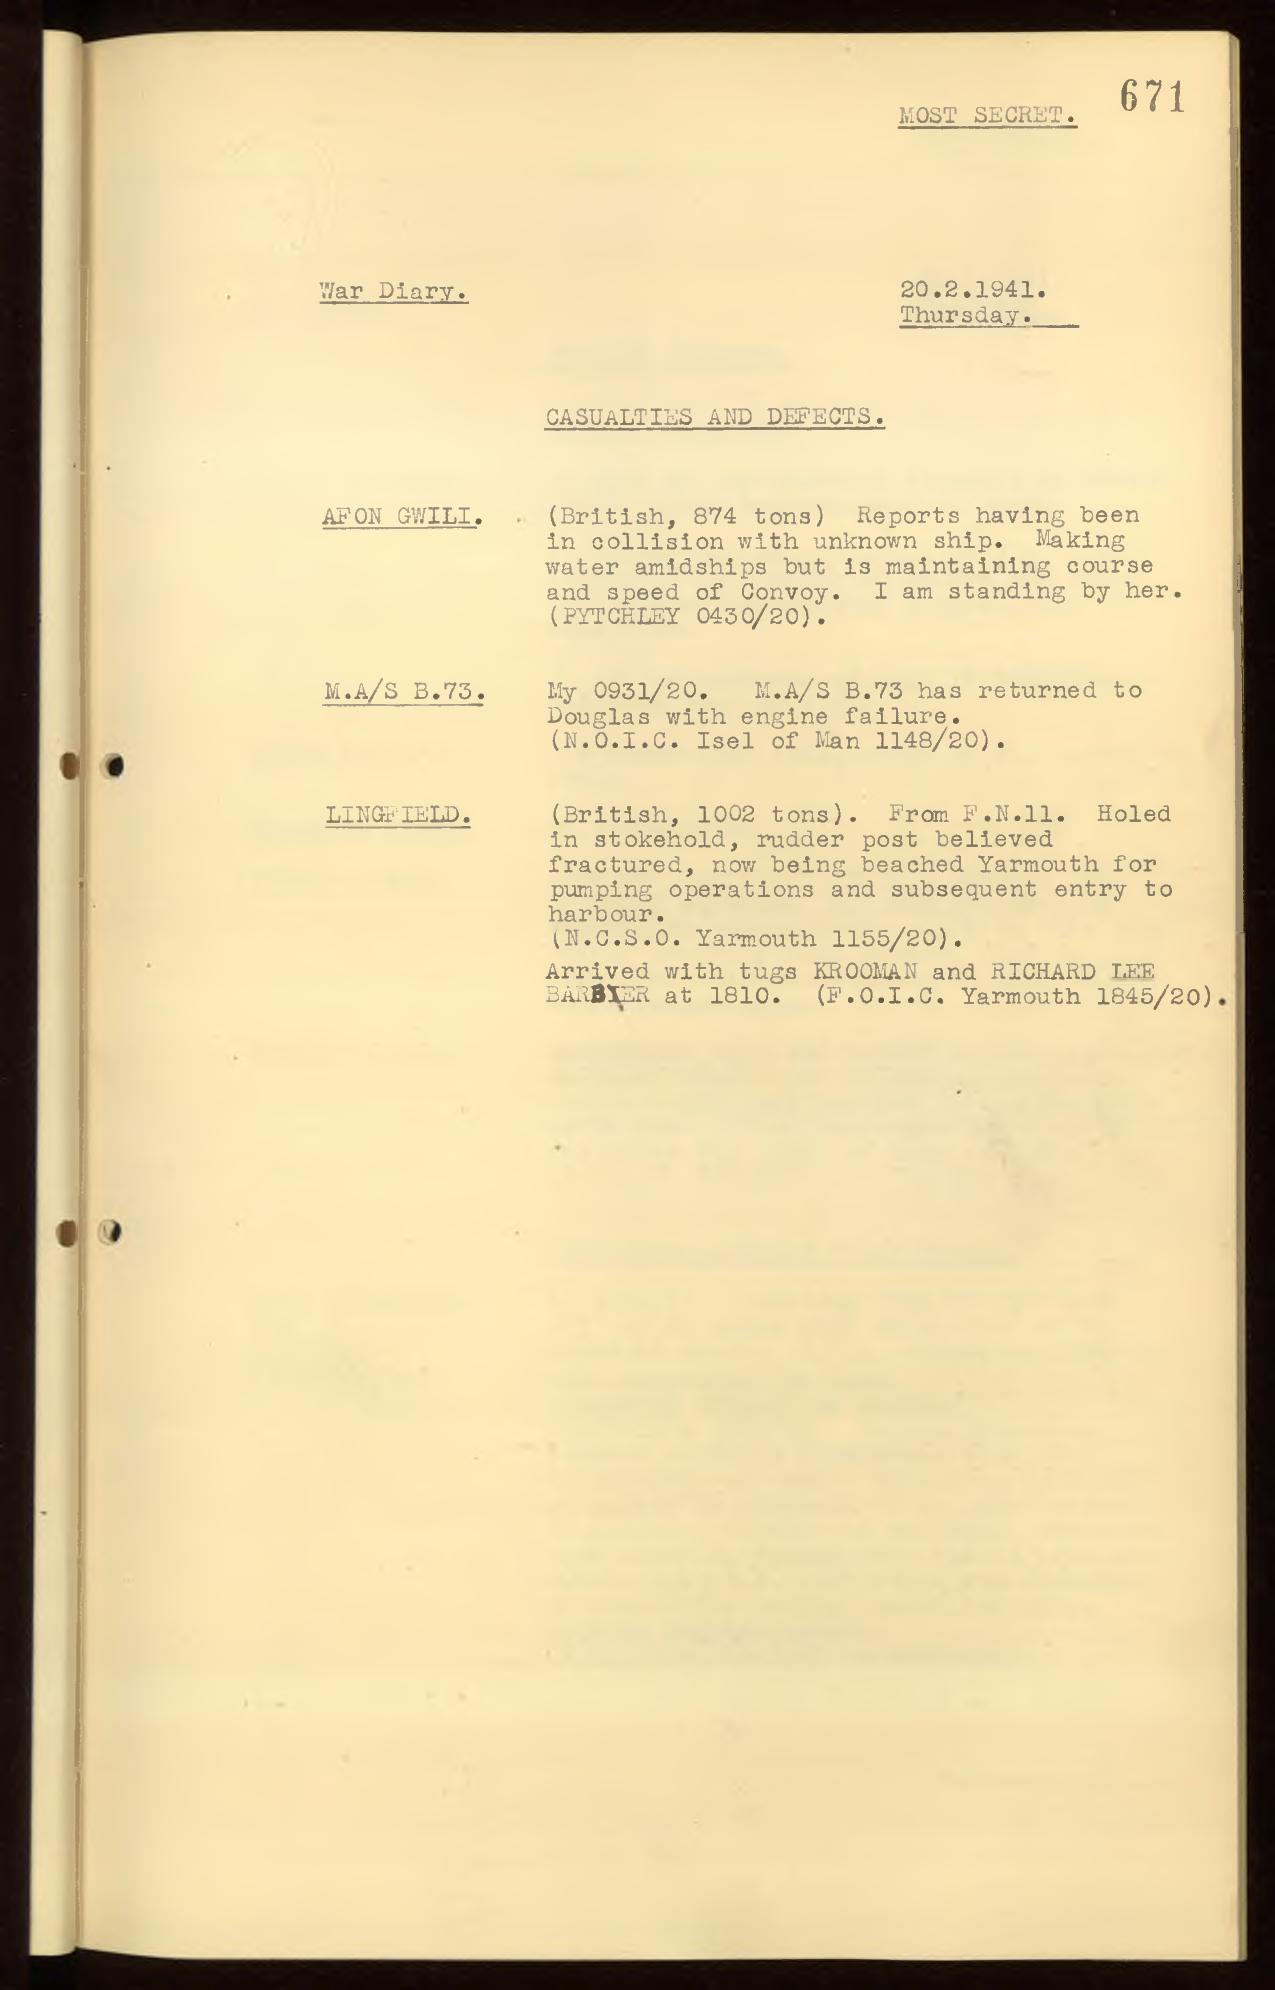 671
MOST SECRET.
War Diary.
20.2.1941.
Thursday.
CASUALTIES AND DEFECTS.
AFON GWILI. (British, 874 tons) Reports having been
in collision with unknown ship. Making
water amidships but is maintaining course
and speed of Convoy. I am standing by her.
(PYTCHLEY 0430/20).
M.A/S B.73. My 0931/20. M.A/S B.73 has returned to
Douglas with engine failure.
(N.O.I.C. Isel of Man 1148/20).
LINGFIELD. (British, 1002 tons). From F.N.11. Holed
in stokehold, rudder post believed
fractured, now being beached Yarmouth for
pumping operations and subsequent entry to
harbour.
(N.C.S.O. Yarmouth 1155/20).
Arrived with tugs KROOMAN and RICHARD LEE
at 1810. (F.O.I.C. Yarmouth 1845/20).